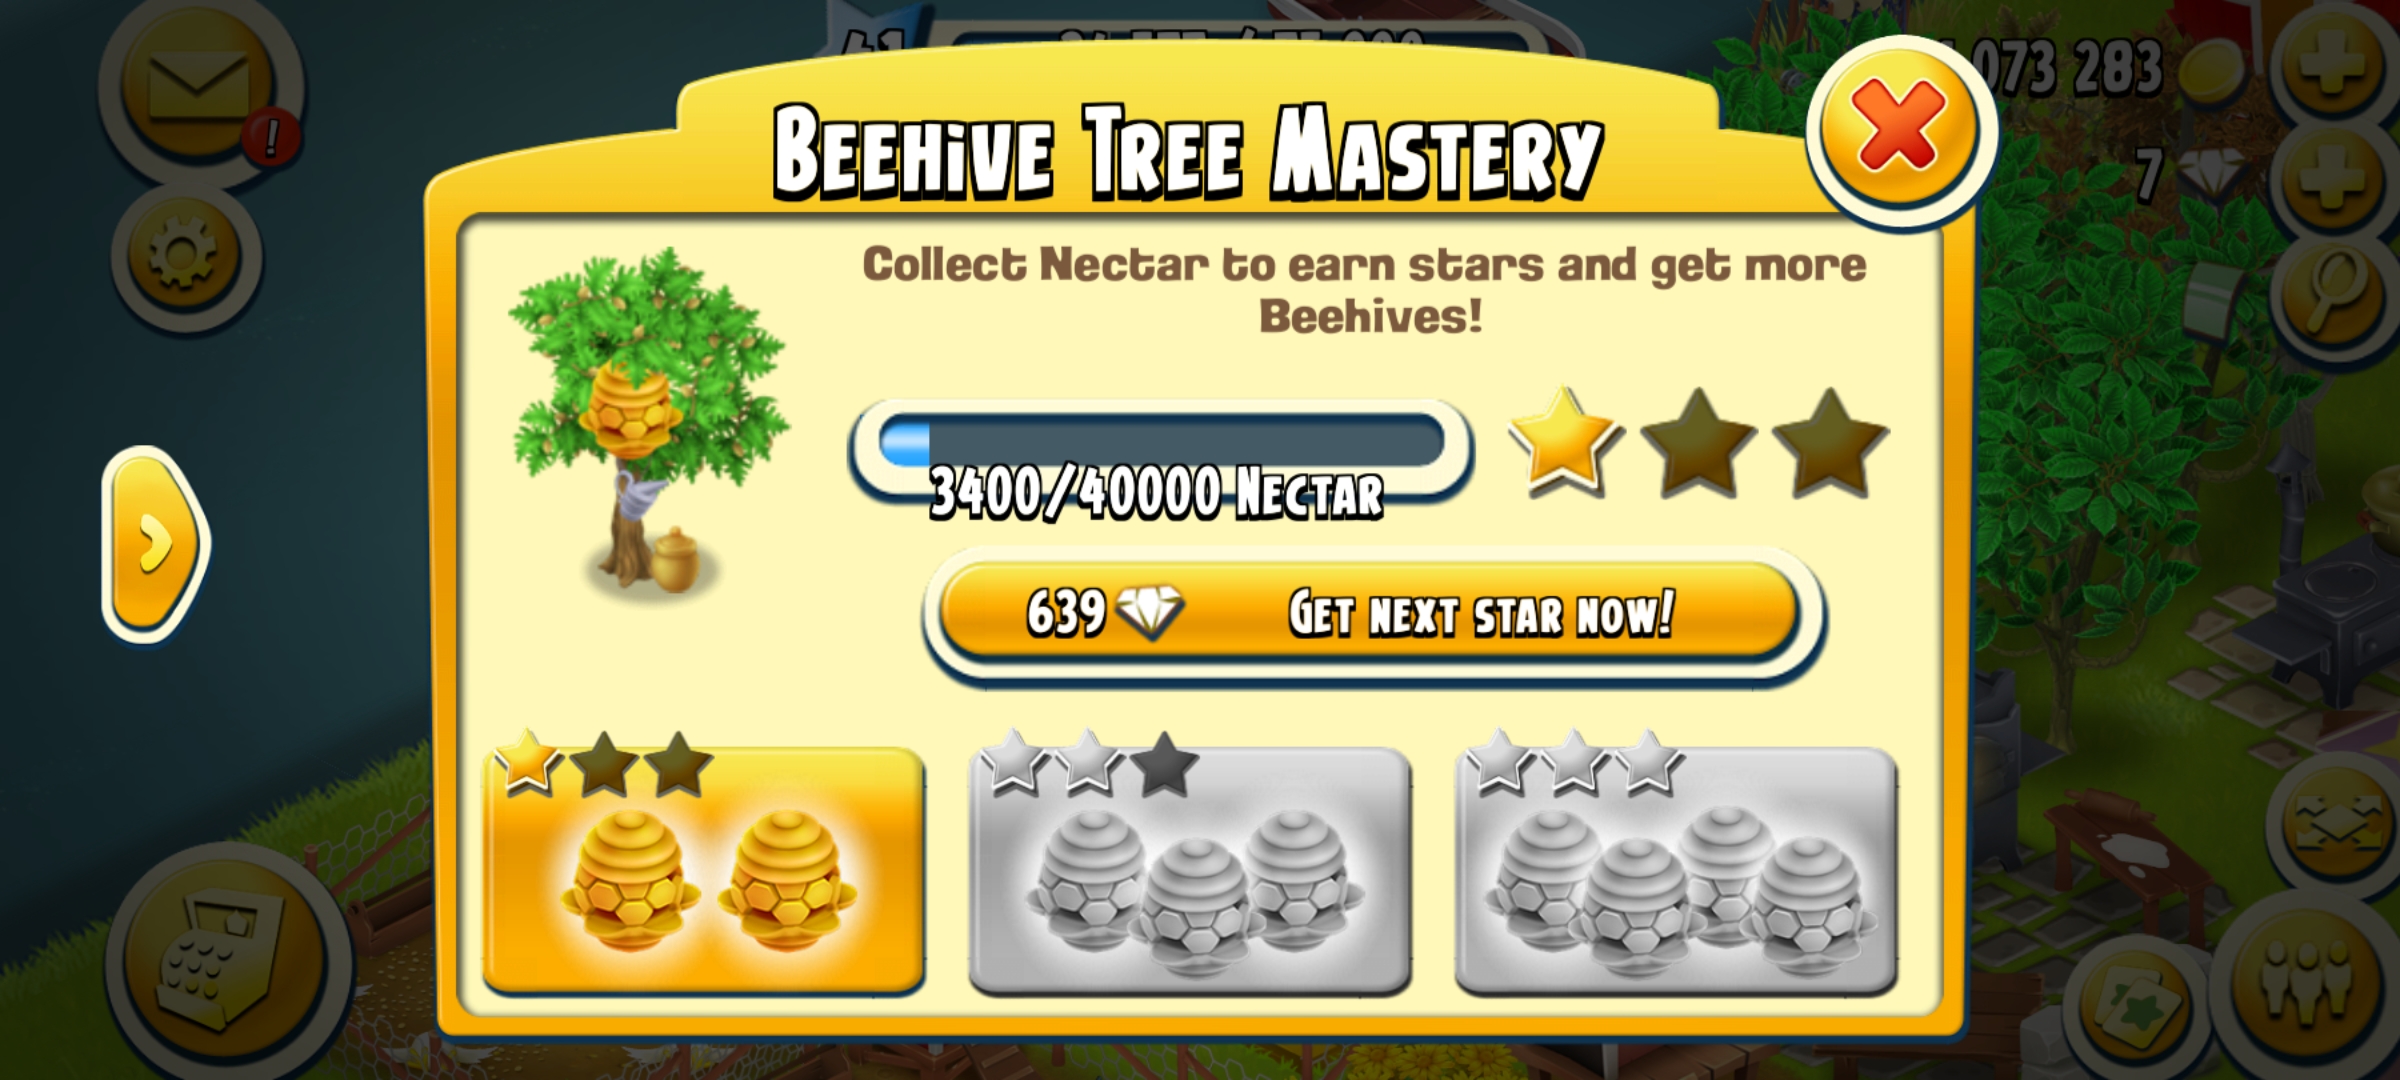 073 283
7
!
Beehive Tree Mastery
Collect Nectar to earn stars and get more
Beehives!
3400/40000 Nectar
639 Get next star now!